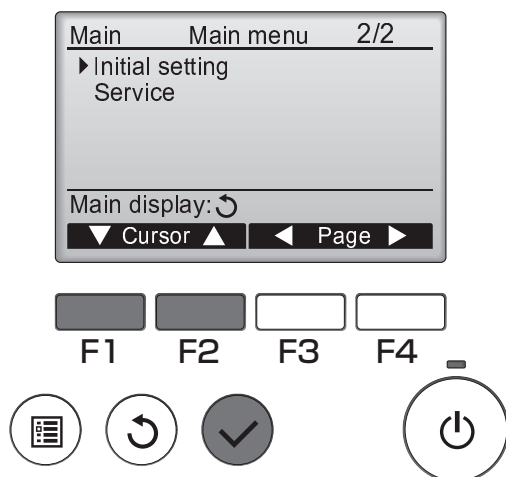 Main Main menu 2/2
Initial setting
Service
Main display:
Cursor Page
F1 F2 F3 F4